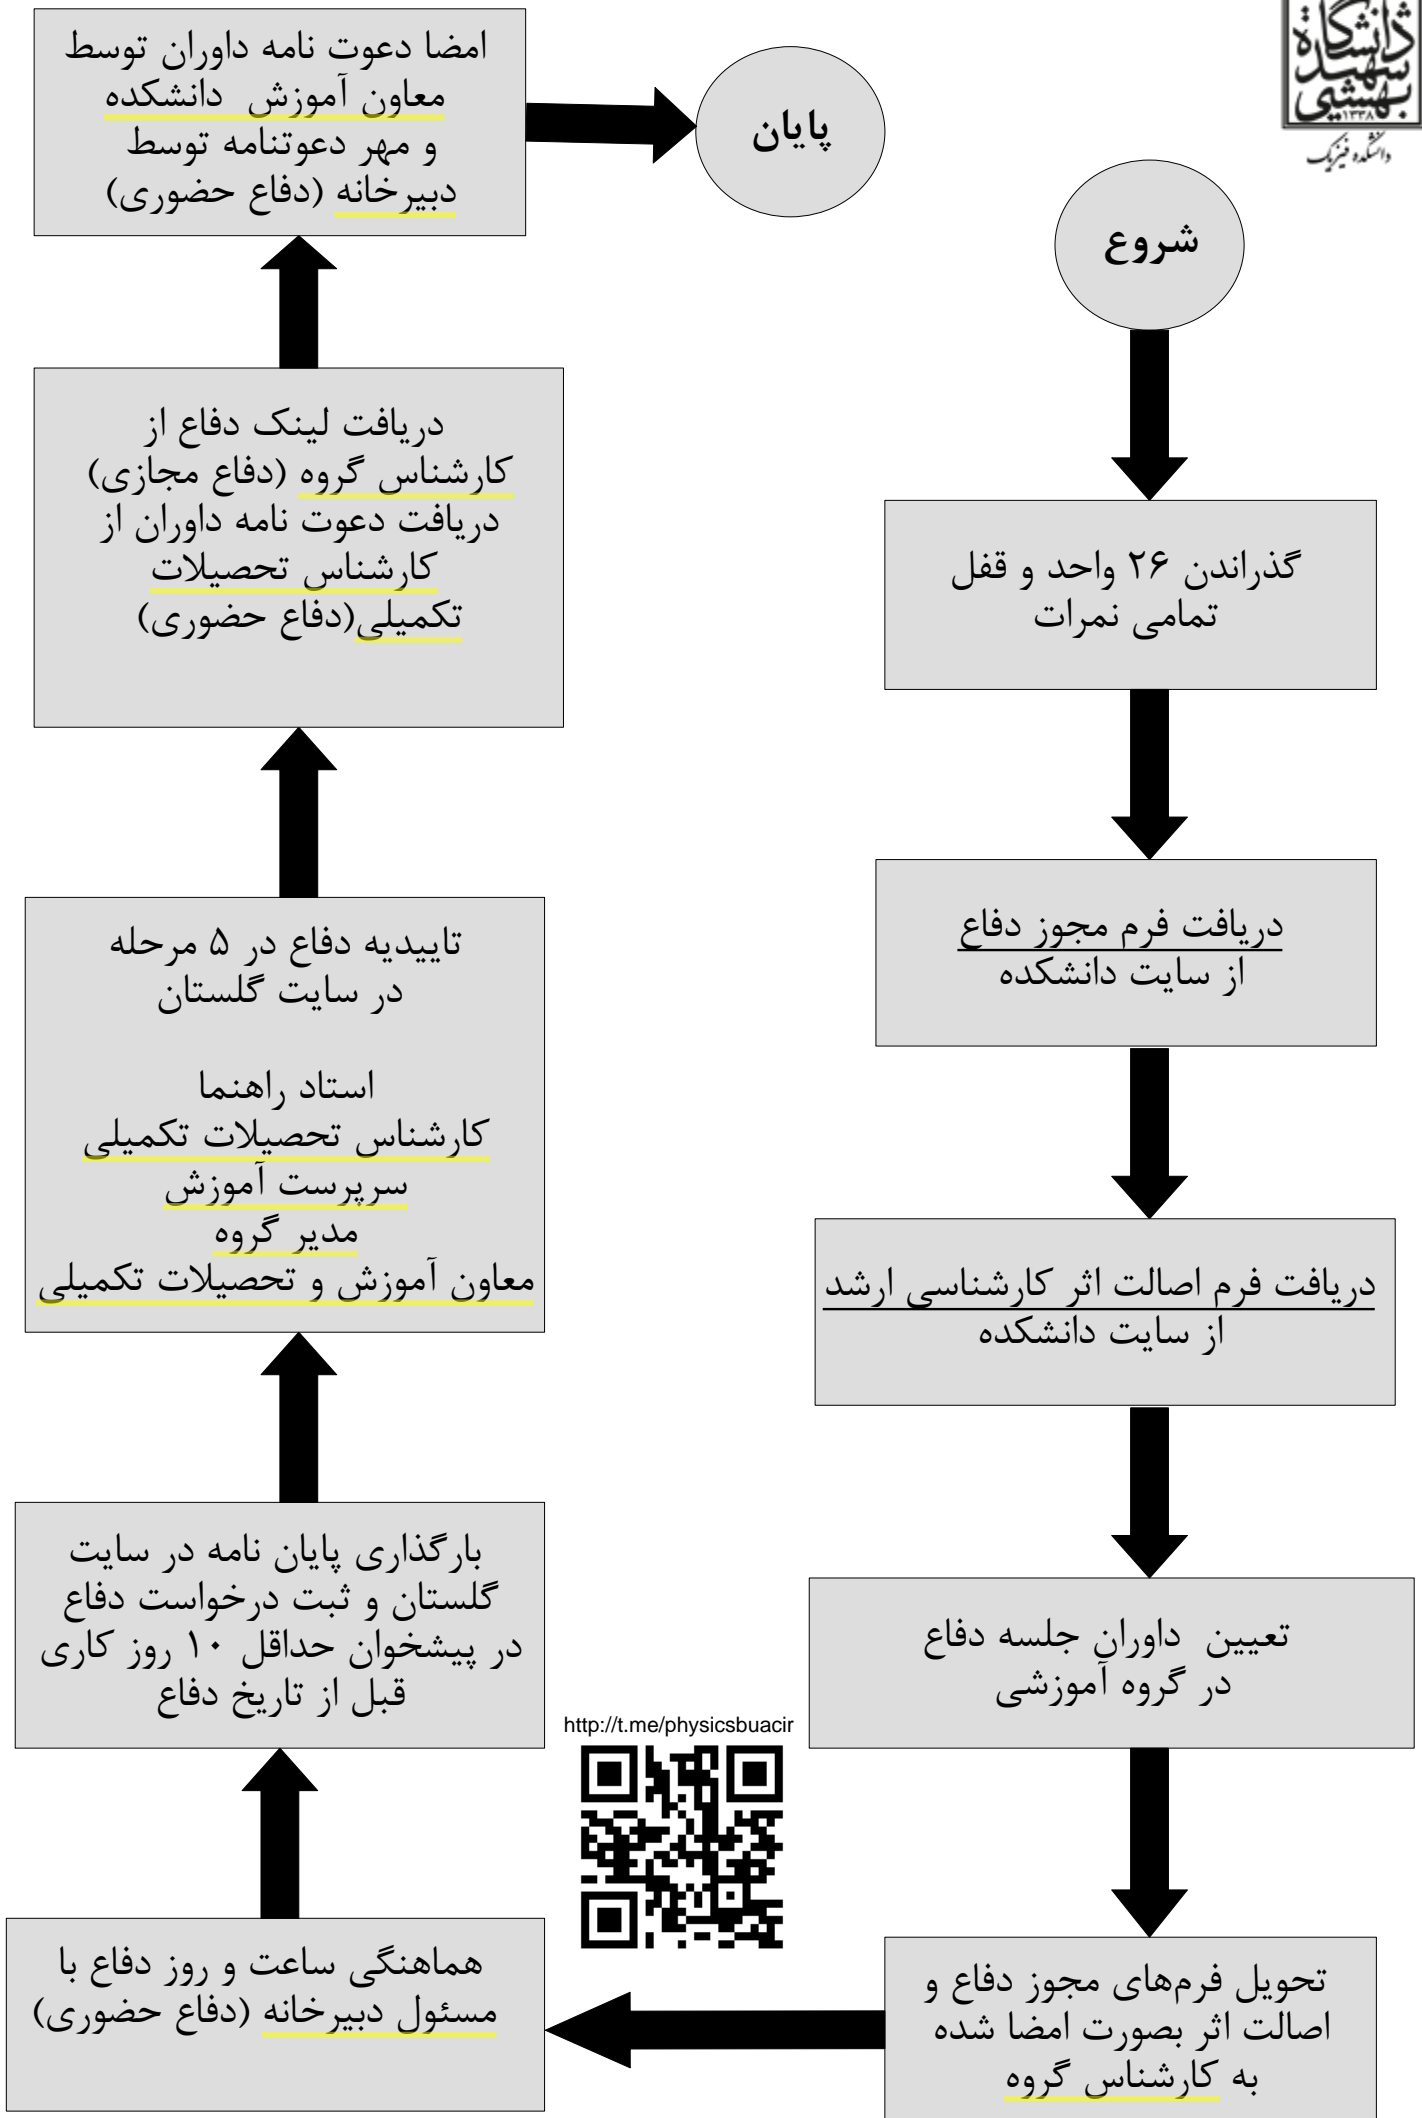 دانشگاه
شهید
بهشتی
۱۳۳۸
دانشکده فیزیک
شروع
گذراندن ۲۶ واحد و قفل
تمامی نمرات
دریافت فرم مجوز دفاع
از سایت دانشکده
دریافت فرم اصالت اثر کارشناسی ارشد
از سایت دانشکده
تعیین داوران جلسه دفاع
در گروه آموزشی
تحویل فرم‌های مجوز دفاع و
اصالت اثر بصورت امضا شده
به کارشناس گروه
هماهنگی ساعت و روز دفاع با
مسئول دبیرخانه (دفاع حضوری)
بارگذاری پایان نامه در سایت
گلستان و ثبت درخواست دفاع
در پیشخوان حداقل ۱۰ روز کاری
قبل از تاریخ دفاع
تاییدیه دفاع در ۵ مرحله
در سایت گلستان
استاد راهنما
کارشناس تحصیلات تکمیلی
سرپرست آموزش
مدیر گروه
معاون آموزش و تحصیلات تکمیلی
دریافت لینک دفاع از
کارشناس گروه (دفاع مجازی)
دریافت دعوت نامه داوران از
کارشناس تحصیلات
تکمیلی(دفاع حضوری)
امضا دعوت نامه داوران توسط
معاون آموزش دانشکده
و مهر دعوتنامه توسط
دبیرخانه (دفاع حضوری)
پایان
http://t.me/physicsbuacir